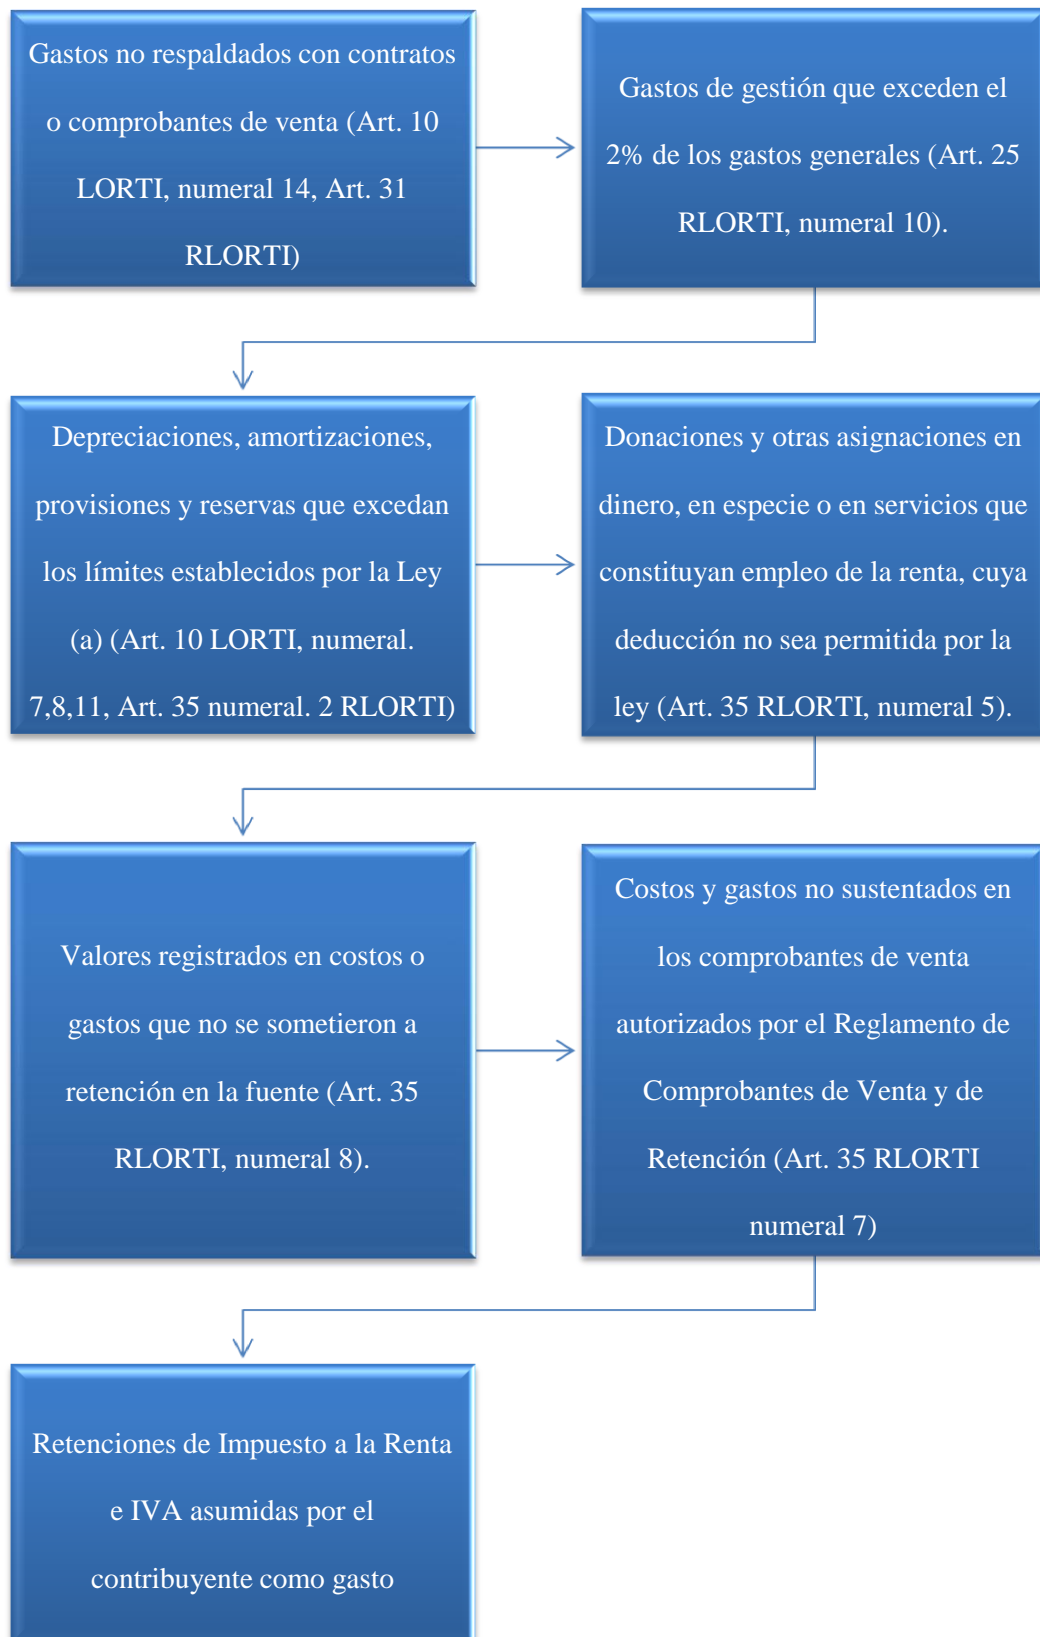 Gastos no respaldados con contratos
o comprobantes de venta (Art. 10
LORTI, numeral 14, Art. 31
RLORTI)
Gastos de gestión que exceden el
2% de los gastos generales (Art. 25
RLORTI, numeral 10).
Depreciaciones, amortizaciones,
provisiones y reservas que excedan
los límites establecidos por la Ley
(a) (Art. 10 LORTI, numeral.
7,8,11, Art. 35 numeral. 2 RLORTI)
Donaciones y otras asignaciones en
dinero, en especie o en servicios que
constituyan empleo de la renta, cuya
deducción no sea permitida por la
ley (Art. 35 RLORTI, numeral 5).
Valores registrados en costos o
gastos que no se sometieron a
retención en la fuente (Art. 35
RLORTI, numeral 8).
Costos y gastos no sustentados en
los comprobantes de venta
autorizados por el Reglamento de
Comprobantes de Venta y de
Retención (Art. 35 RLORTI
numeral 7)
Retenciones de Impuesto a la Renta
e IVA asumidas por el
contribuyente como gasto